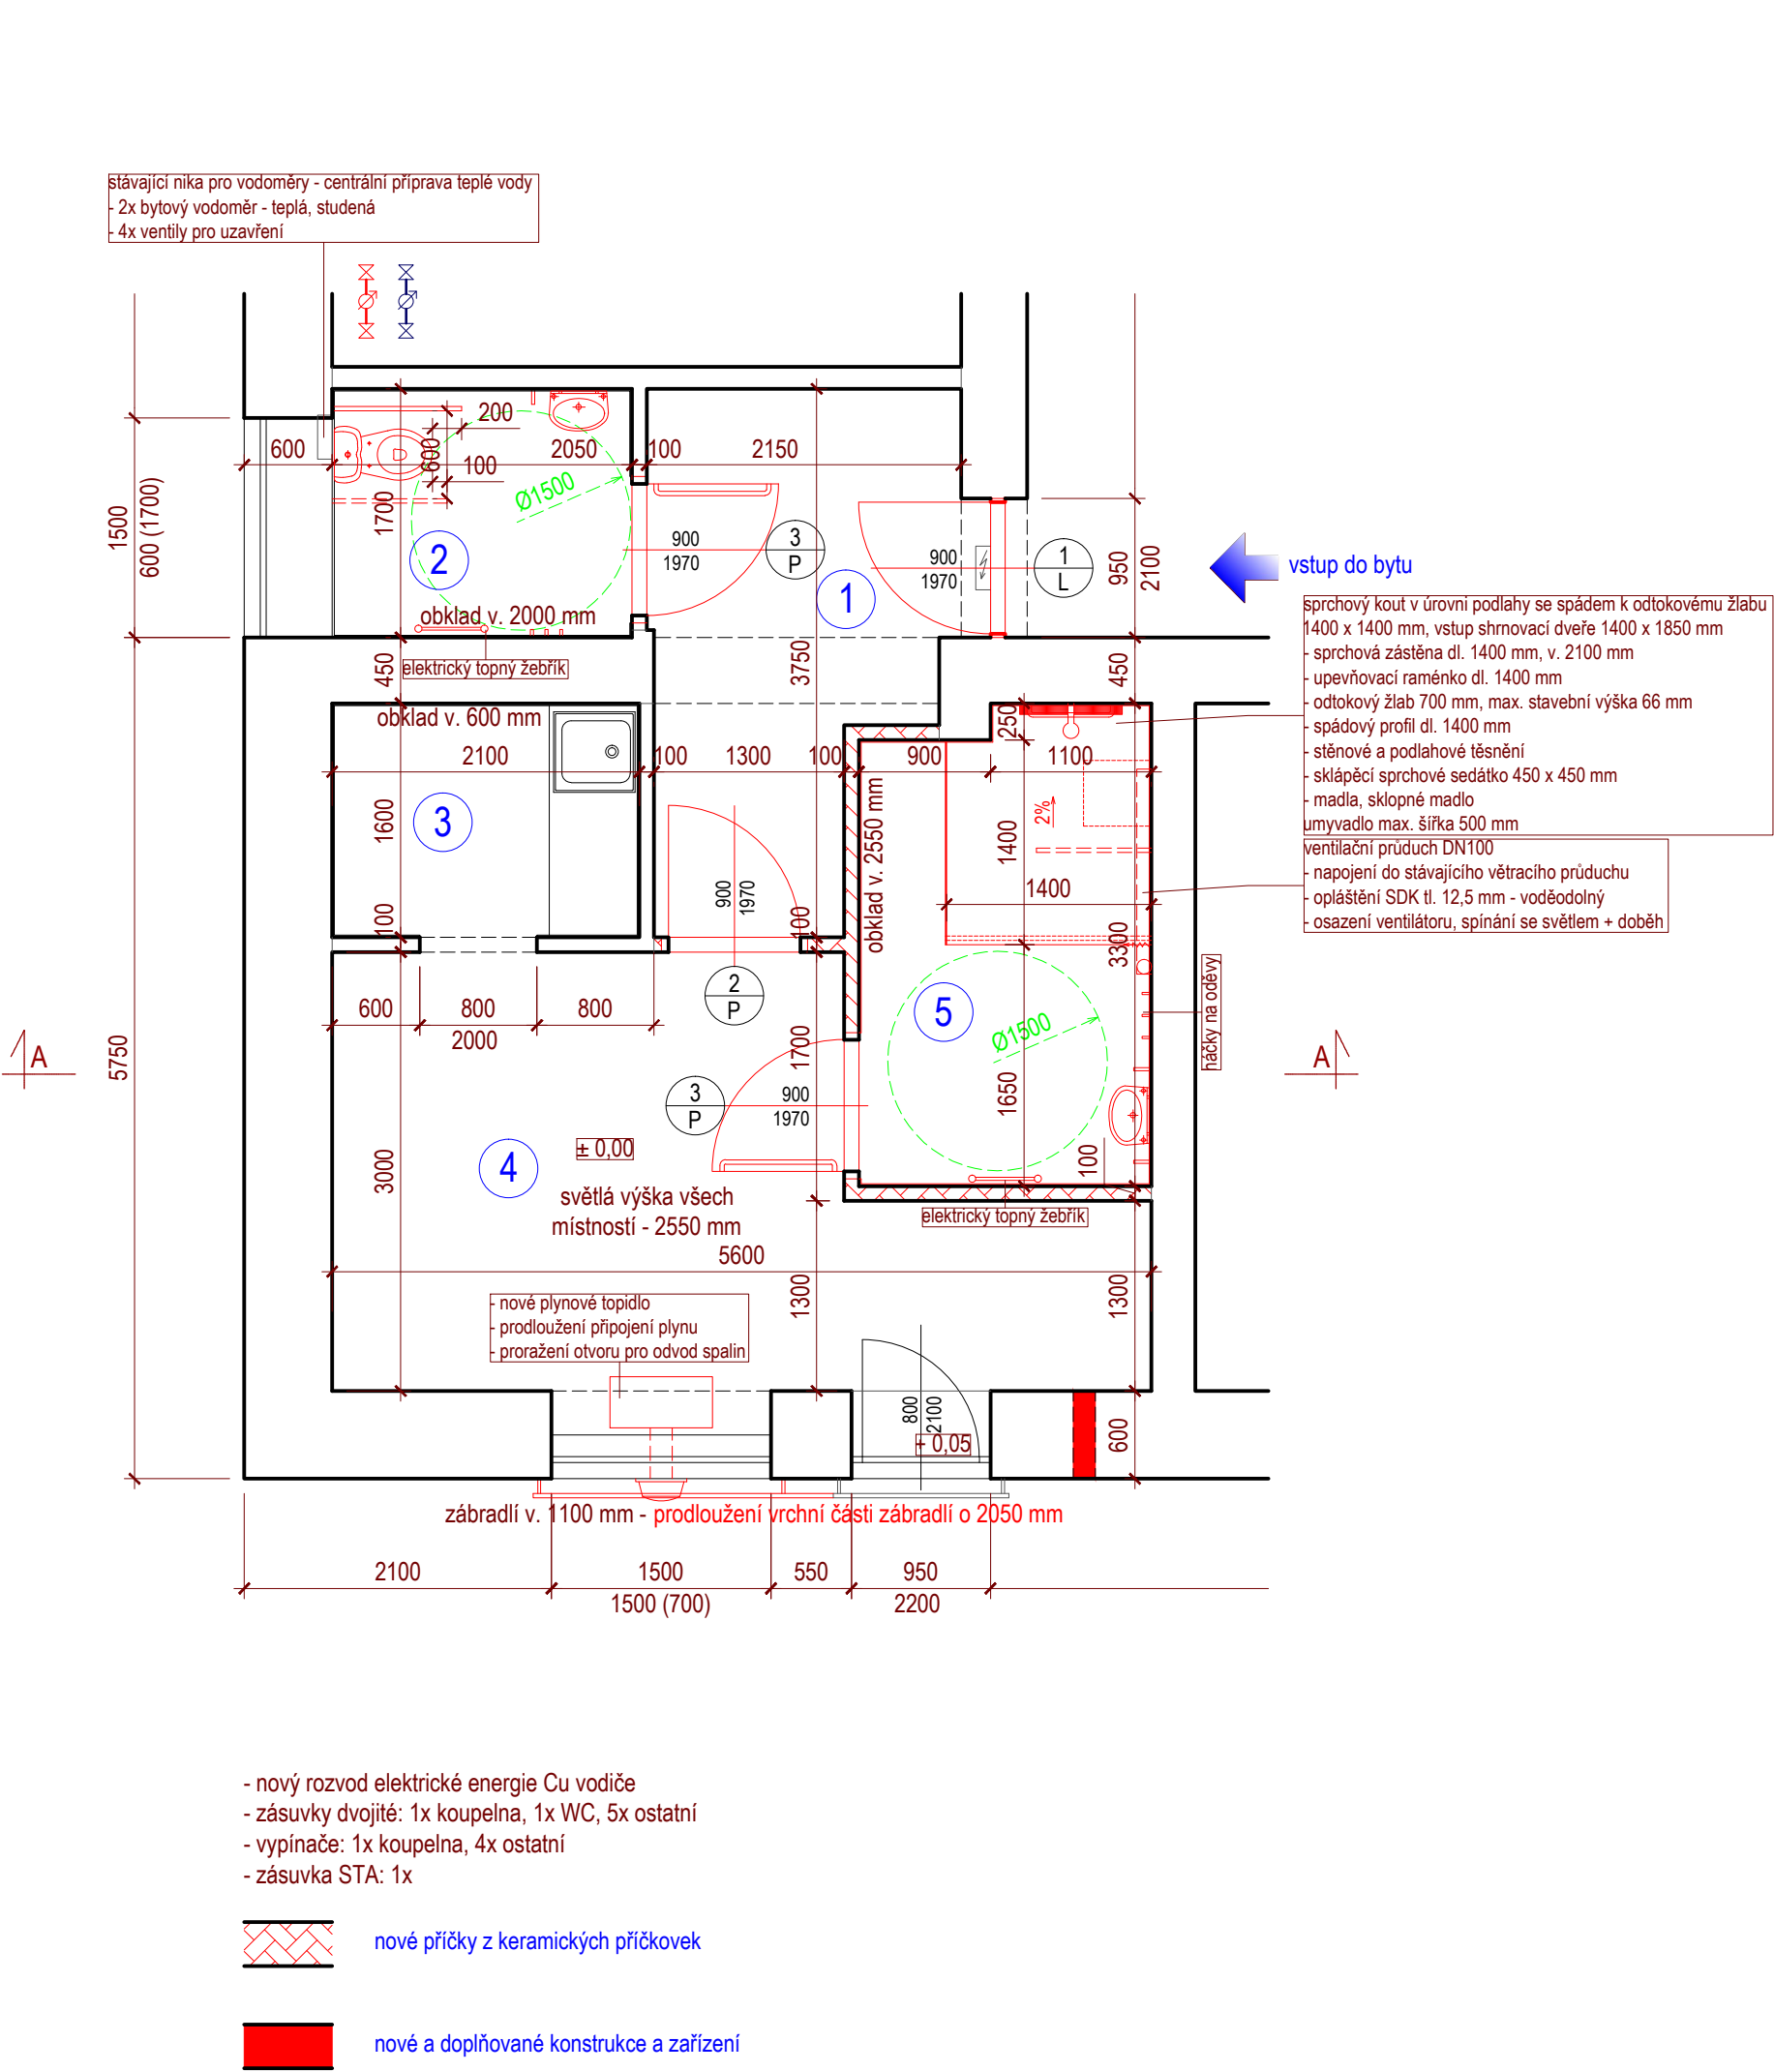 stávající nika pro vodoměry - centrální příprava teplé vody
- 2x bytový vodoměr - teplá, studená
- 4x ventily pro uzavření
200
600
2050
100
2150
600
100
Ø1500
1700
1500
600 (1700)
2
900
1970
3
P
900
1970
1
L
1
950
2100
vstup do bytu
obklad v. 2000 mm
elektrický topný žebřík
450
3750
450
sprchový kout v úrovni podlahy se spádem k odtokovému žlabu
1400 x 1400 mm, vstup shrnovací dveře 1400 x 1850 mm
- sprchová zástěna dl. 1400 mm, v. 2100 mm
- upevňovací raménko dl. 1400 mm
- odtokový žlab 700 mm, max. stavební výška 66 mm
- spádový profil dl. 1400 mm
- stěnové a podlahové těsnění
- sklápěcí sprchové sedátko 450 x 450 mm
- madla, sklopné madlo
umyvadlo max. šířka 500 mm
ventilační průduch DN100
- napojení do stávajícího větracího průduchu
- opláštění SDK tl. 12,5 mm - voděodolný
- osazení ventilátoru, spínání se světlem + doběh
obklad v. 600 mm
250
2100
100
1300
100
900
1100
1600
3
obklad v. 2550 mm
2%
1400
1400
900
1970
100
100
3300
2
P
600
800
800
2000
5
Ø1500
háčky na oděvy
A
A
5750
1700
1650
3
P
900
1970
4
± 0,00
3000
100
světlá výška všech
místností - 2550 mm
elektrický topný žebřík
5600
- nové plynové topidlo
- prodloužení připojení plynu
- proražení otvoru pro odvod spalin
1300
1300
800
2100
+ 0,05
600
zábradlí v. 1100 mm - prodloužení vrchní části zábradlí o 2050 mm
2100
1500
550
950
1500 (700)
2200
- nový rozvod elektrické energie Cu vodiče
- zásuvky dvojité: 1x koupelna, 1x WC, 5x ostatní
- vypínače: 1x koupelna, 4x ostatní
- zásuvka STA: 1x
nové příčky z keramických příčkovek
nové a doplňované konstrukce a zařízení